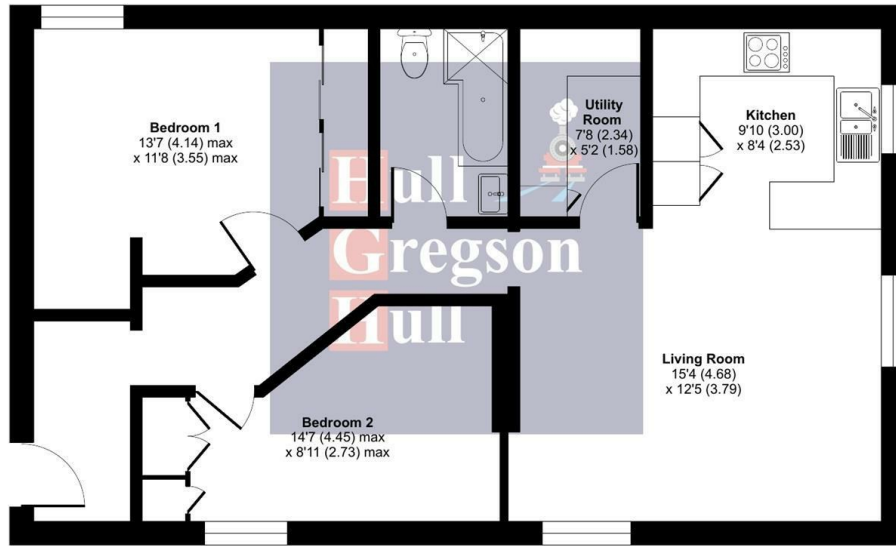 Bedroom 1
13'7 (4.14) max
x 11'8 (3.55) max
Utility
Room
7'8 (2.34)
x 5'2 (1.58)
Kitchen
9'10 (3.00)
x 8'4 (2.53)
Hull
Gregson
Hull
Living Room
15'4 (4.68)
x 12'5 (3.79)
Bedroom 2
14'7 (4.45) max
x 8'11 (2.73) max